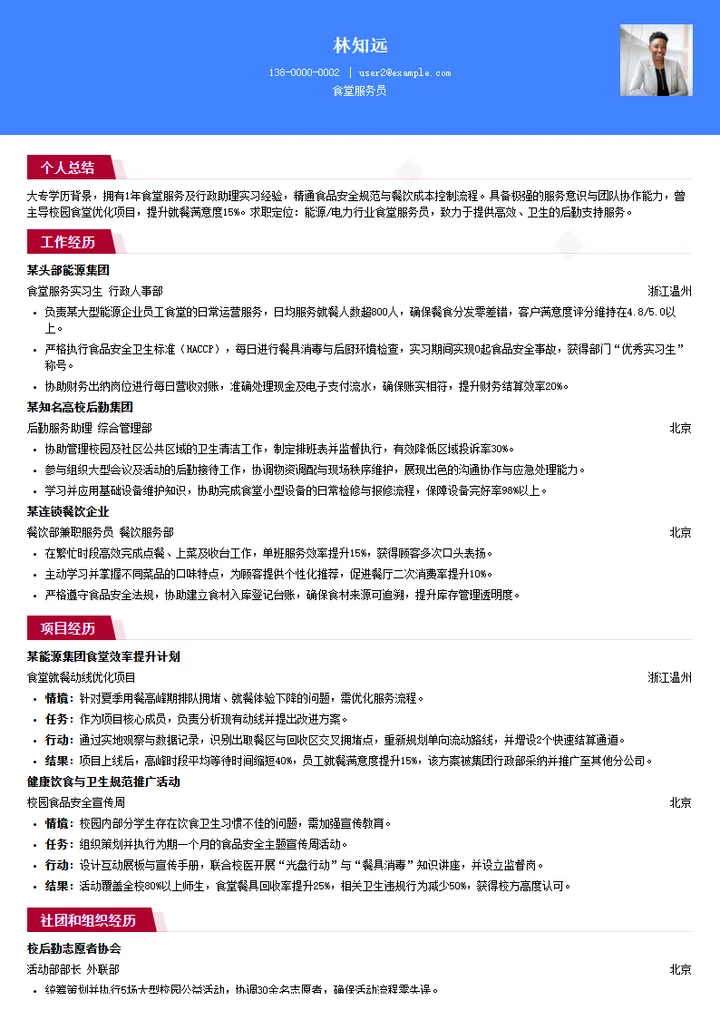 林知远
138-0000-0002 | user2@example.com
食堂服务员
个人总结
大专学历背景，拥有1年食堂服务及行政助理实习经验，精通食品安全规范与餐饮成本控制流程。具备极强的服务意识与团队协作能力，曾
主导校园食堂优化项目，提升就餐满意度15%。求职定位：能源/电力行业食堂服务员，致力于提供高效、卫生的后勤支持服务。
工作经历
某头部能源集团
食堂服务实习生 行政人事部 浙江温州
• 负责某大型能源企业员工食堂的日常运营服务，日均服务就餐人数超800人，确保餐食分发零差错，客户满意度评分维持在4.8/5.0以
上。
• 严格执行食品安全卫生标准（HACCP），每日进行餐具消毒与后厨环境检查，实习期间实现0起食品安全事故，获得部门“优秀实习生”
称号。
• 协助财务出纳岗位进行每日营收对账，准确处理现金及电子支付流水，确保账实相符，提升财务结算效率20%。
某知名高校后勤集团
后勤服务助理 综合管理部 北京
• 协助管理校园及社区公共区域的卫生清洁工作，制定排班表并监督执行，有效降低区域投诉率30%。
• 参与组织大型会议及活动的后勤接待工作，协调物资调配与现场秩序维护，展现出色的沟通协作与应急处理能力。
• 学习并应用基础设备维护知识，协助完成食堂小型设备的日常检修与报修流程，保障设备完好率98%以上。
某连锁餐饮企业
餐饮部兼职服务员 餐饮服务部 北京
• 在繁忙时段高效完成点餐、上菜及收台工作，单班服务效率提升15%，获得顾客多次口头表扬。
• 主动学习并掌握不同菜品的口味特点，为顾客提供个性化推荐，促进餐厅二次消费率提升10%。
• 严格遵守食品安全法规，协助建立食材入库登记台账，确保食材来源可追溯，提升库存管理透明度。
项目经历
某能源集团食堂效率提升计划
食堂就餐动线优化项目 浙江温州
• 情境：针对夏季用餐高峰期排队拥堵、就餐体验下降的问题，需优化服务流程。
• 任务：作为项目核心成员，负责分析现有动线并提出改进方案。
• 行动：通过实地观察与数据记录，识别出取餐区与回收区交叉拥堵点，重新规划单向流动路线，并增设2个快速结算通道。
• 结果：项目上线后，高峰时段平均等待时间缩短40%，员工就餐满意度提升15%，该方案被集团行政部采纳并推广至其他分公司。
健康饮食与卫生规范推广活动
校园食品安全宣传周 北京
• 情境：校园内部分学生存在饮食卫生习惯不佳的问题，需加强宣传教育。
• 任务：组织策划并执行为期一个月的食品安全主题宣传周活动。
• 行动：设计互动展板与宣传手册，联合校医开展“光盘行动”与“餐具消毒”知识讲座，并设立监督岗。
• 结果：活动覆盖全校80%以上师生，食堂餐具回收率提升25%，相关卫生违规行为减少50%，获得校方高度认可。
社团和组织经历
校后勤志愿者协会
活动部部长 外联部 北京
• 统筹策划并执行5场大型校园公益活动，协调30余名志愿者，确保活动流程零失误。